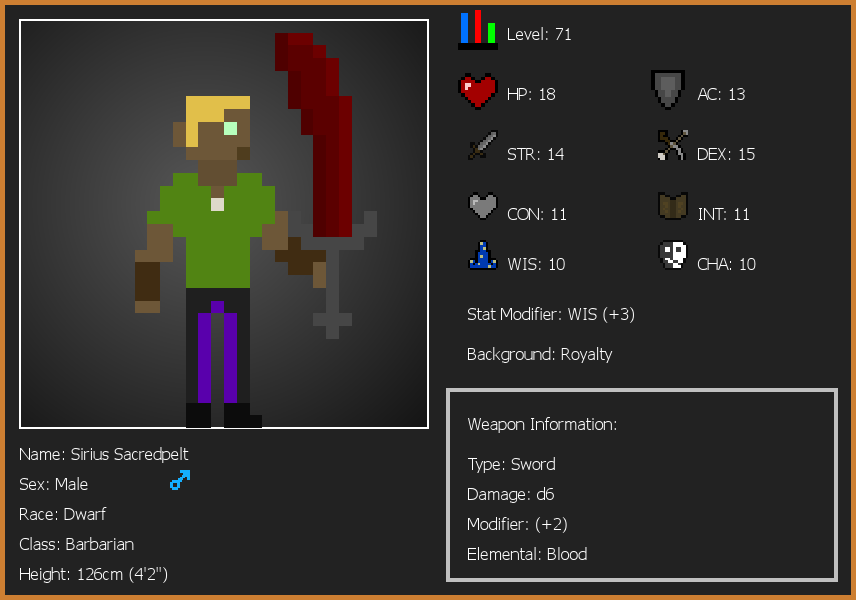 Level: 71
HP: 18
AC: 13
STR: 14
DEX: 15
CON: 11
INT: 11
WIS: 10
CHA: 10
Stat Modifier: WIS (+3)
Background: Royalty
Weapon Information:
Type: Sword
Damage: d6
Modifier: (+2)
Elemental: Blood
Name: Sirius Sacredpelt
Sex: Male
Race: Dwarf
Class: Barbarian
Height: 126cm (4'2")